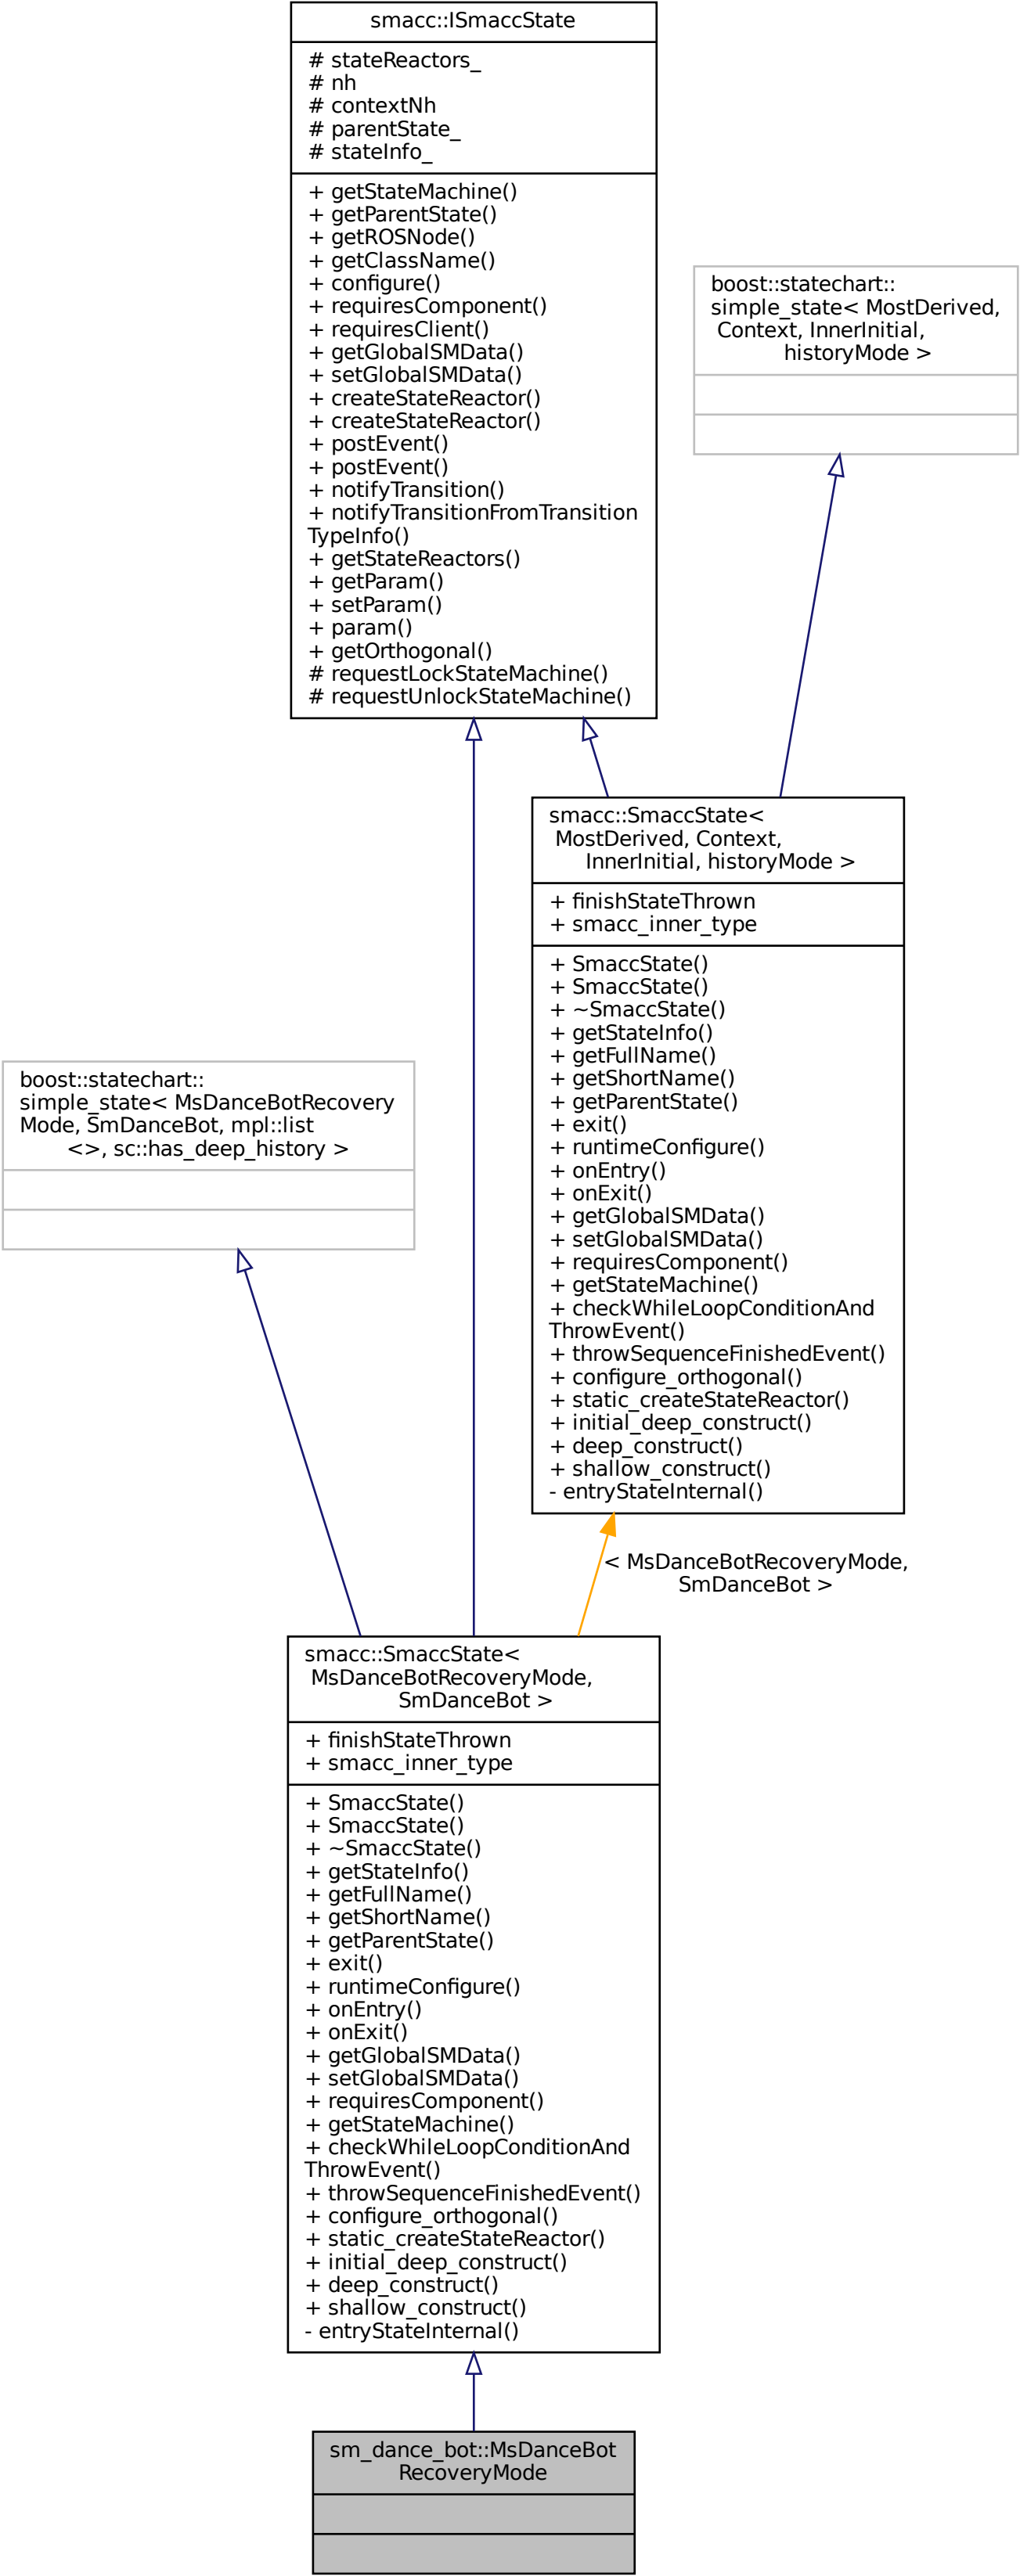 smacc::ISmaccState
# stateReactors_
# nh
# contextNh
# parentState_
# stateInfo_
+ getStateMachine()
+ getParentState()
+ getROSNode()
+ getClassName()
+ configure()
+ requiresComponent()
+ requiresClient()
+ getGlobalSMData()
+ setGlobalSMData()
+ createStateReactor()
+ createStateReactor()
+ postEvent()
+ postEvent()
+ notifyTransition()
+ notifyTransitionFromTransition
TypeInfo()
+ getStateReactors()
+ getParam()
+ setParam()
+ param()
+ getOrthogonal()
# requestLockStateMachine()
# requestUnlockStateMachine()
boost::statechart::
simple_state< MostDerived,
Context, InnerInitial,
historyMode >
smacc::SmaccState<
MostDerived, Context,
InnerInitial, historyMode >
+ finishStateThrown
+ smacc_inner_type
+ SmaccState()
+ SmaccState()
+ ~SmaccState()
+ getStateInfo()
+ getFullName()
+ getShortName()
+ getParentState()
+ exit()
+ runtimeConfigure()
+ onEntry()
+ onExit()
+ getGlobalSMData()
+ setGlobalSMData()
+ requiresComponent()
+ getStateMachine()
+ checkWhileLoopConditionAnd
ThrowEvent()
+ throwSequenceFinishedEvent()
+ configure_orthogonal()
+ static_createStateReactor()
+ initial_deep_construct()
+ deep_construct()
+ shallow_construct()
- entryStateInternal()
boost::statechart::
simple_state< MsDanceBotRecovery
Mode, SmDanceBot, mpl::list
<>, sc::has_deep_history >
< MsDanceBotRecoveryMode,
SmDanceBot >
smacc::SmaccState<
MsDanceBotRecoveryMode,
SmDanceBot >
+ finishStateThrown
+ smacc_inner_type
+ SmaccState()
+ SmaccState()
+ ~SmaccState()
+ getStateInfo()
+ getFullName()
+ getShortName()
+ getParentState()
+ exit()
+ runtimeConfigure()
+ onEntry()
+ onExit()
+ getGlobalSMData()
+ setGlobalSMData()
+ requiresComponent()
+ getStateMachine()
+ checkWhileLoopConditionAnd
ThrowEvent()
+ throwSequenceFinishedEvent()
+ configure_orthogonal()
+ static_createStateReactor()
+ initial_deep_construct()
+ deep_construct()
+ shallow_construct()
- entryStateInternal()
sm_dance_bot::MsDanceBot
RecoveryMode